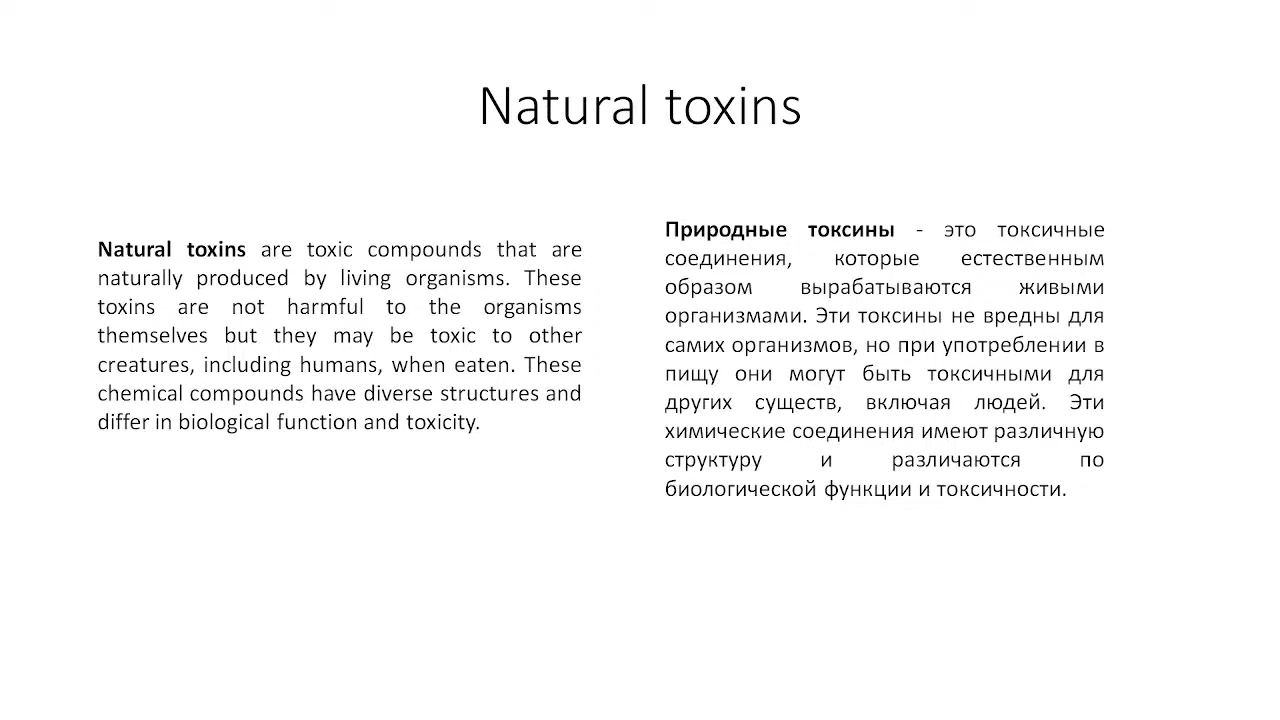 Natural toxins
Natural toxins are toxic compounds that are
naturally produced by living organisms. These
toxins are not harmful to the organisms
themselves but they may be toxic to other
creatures, including humans, when eaten. These
chemical compounds have diverse structures and
differ in biological function and toxicity.
Природные токсины - это токсичные
соединения, которые естественным
образом вырабатываются живыми
организмами. Эти токсины не вредны для
самих организмов, но при употреблении в
пищу они могут быть токсичными для
других существ, включая людей. Эти
химические соединения имеют различную
структуру и различаются по
биологической функции и токсичности.